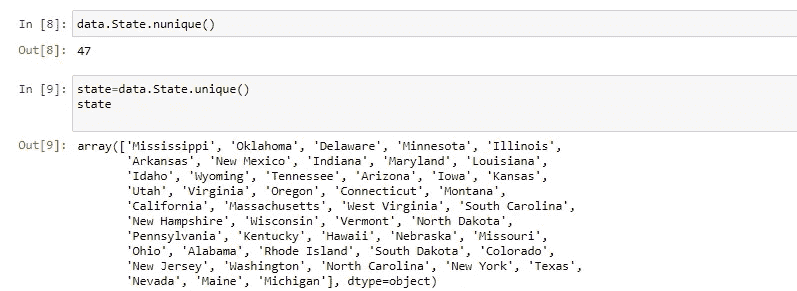 In [8]: data.State.nunique()
Out[8]: 47
In [9]: state=data.State.unique()
state
Out[9]: array(['Mississippi', 'Oklahoma', 'Delaware', 'Minnesota', 'Illinois',
'Arkansas', 'New Mexico', 'Indiana', 'Maryland', 'Louisiana',
'Idaho', 'Wyoming', 'Tennessee', 'Arizona', 'Iowa', 'Kansas',
'Utah', 'Virginia', 'Oregon', 'Connecticut', 'Montana',
'California', 'Massachusetts', 'West Virginia', 'South Carolina',
'New Hampshire', 'Wisconsin', 'Vermont', 'North Dakota',
'Pennsylvania', 'Kentucky', 'Hawaii', 'Nebraska', 'Missouri',
'Ohio', 'Alabama', 'Rhode Island', 'South Dakota', 'Colorado',
'New Jersey', 'Washington', 'North Carolina', 'New York', 'Texas',
'Nevada', 'Maine', 'Michigan'], dtype=object)